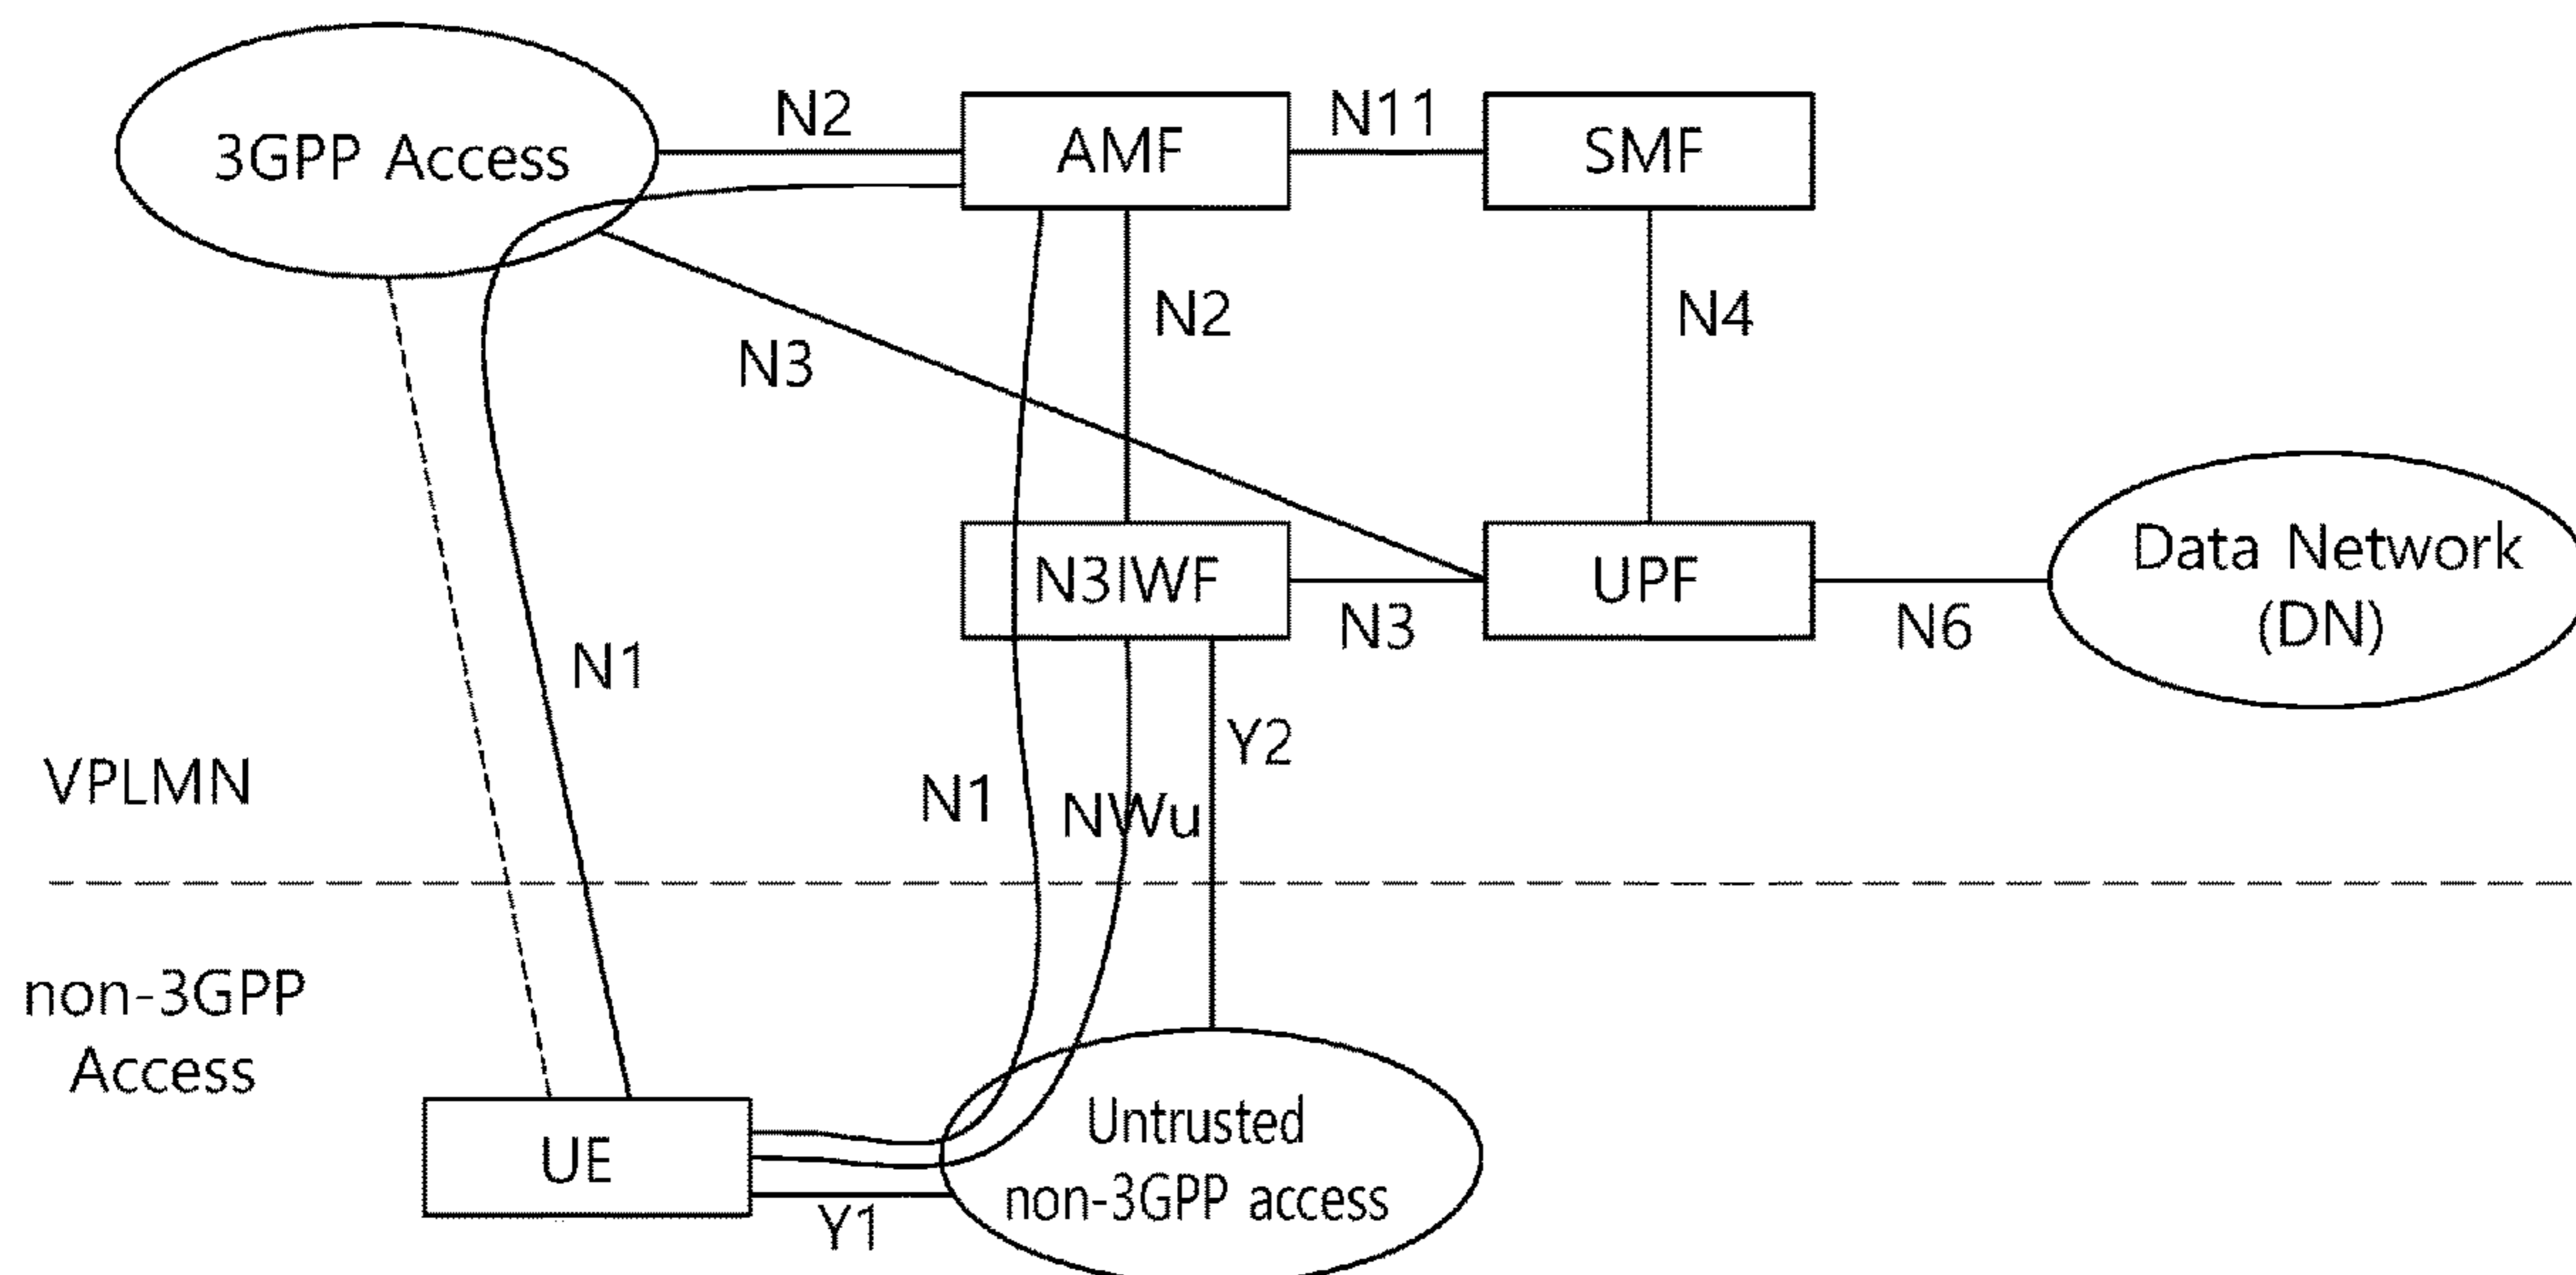 3GPP Access
N2
AMF
N11
SMF
N3
N2
N4
N1
N3IWF
N3
UPF
N6
Data Network
(DN)
VPLMN
N1
NWu
Y2
non-3GPP
Access
UE
Y1
Untrusted
non-3GPP access